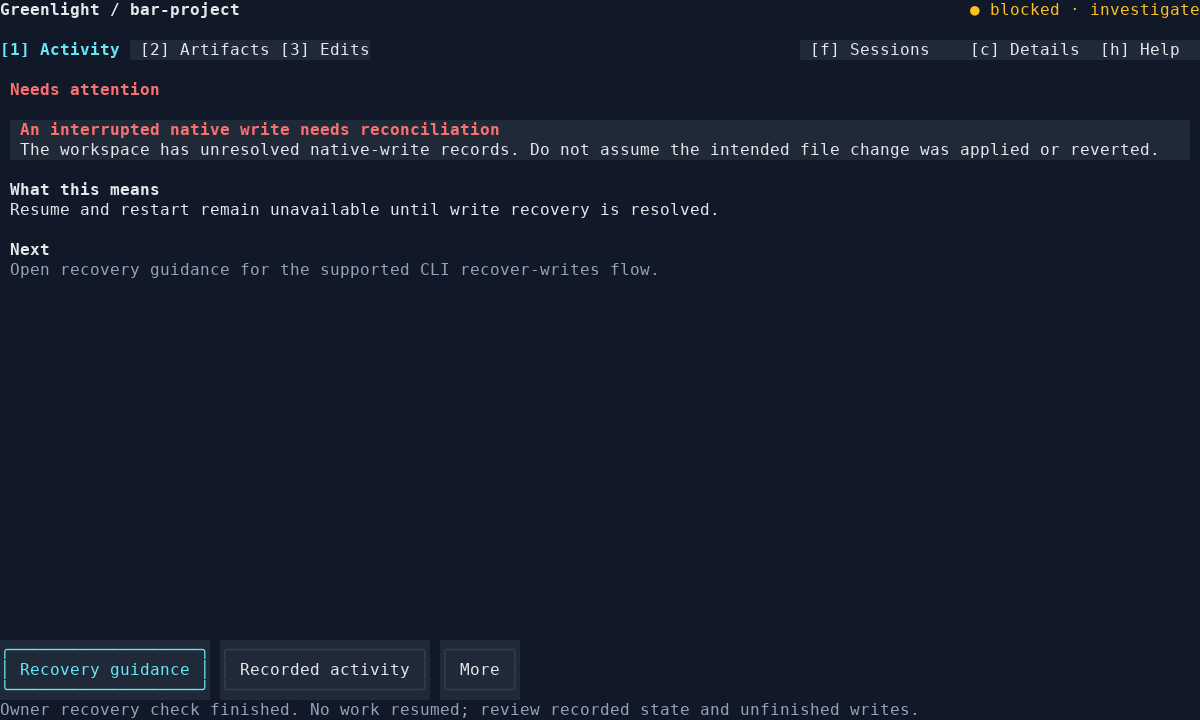 Greenlight / bar-project ● blocked · investigate
[1] Activity [2] Artifacts [3] Edits [f] Sessions [c] Details [h] Help
Needs attention
An interrupted native write needs reconciliation
The workspace has unresolved native-write records. Do not assume the intended file change was applied or reverted.
What this means
Resume and restart remain unavailable until write recovery is resolved.
Next
Open recovery guidance for the supported CLI recover-writes flow.
Recovery guidance Recorded activity More
Owner recovery check finished. No work resumed; review recorded state and unfinished writes.